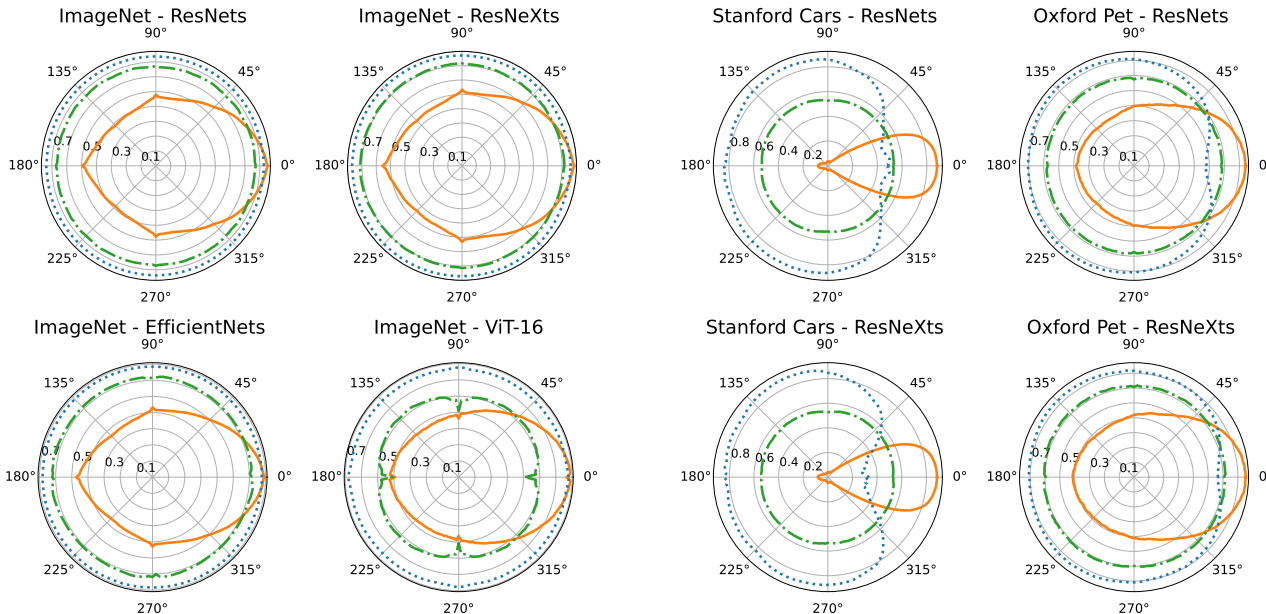 ImageNet - ResNets
90°
135° 45°
0.7 0.5 0.3 0.1
180° 0°
225° 315°
270°
ImageNet - ResNeXts
90°
135° 45°
0.7 0.5 0.3 0.1
180° 0°
225° 315°
270°
Stanford Cars - ResNets
90°
135° 45°
0.8 0.6 0.4 0.2
180° 0°
225° 315°
270°
Oxford Pet - ResNets
90°
135° 45°
0.7 0.5 0.3 0.1
180° 0°
225° 315°
270°
ImageNet - EfficientNets
90°
135° 45°
0.7 0.5 0.3 0.1
180° 0°
225° 315°
270°
ImageNet - ViT-16
90°
135° 45°
0.7 0.5 0.3 0.1
180° 0°
225° 315°
270°
Stanford Cars - ResNeXts
90°
135° 45°
0.8 0.6 0.4 0.2
180° 0°
225° 315°
270°
Oxford Pet - ResNeXts
90°
135° 45°
0.7 0.5 0.3 0.1
180° 0
225° 315°
270°